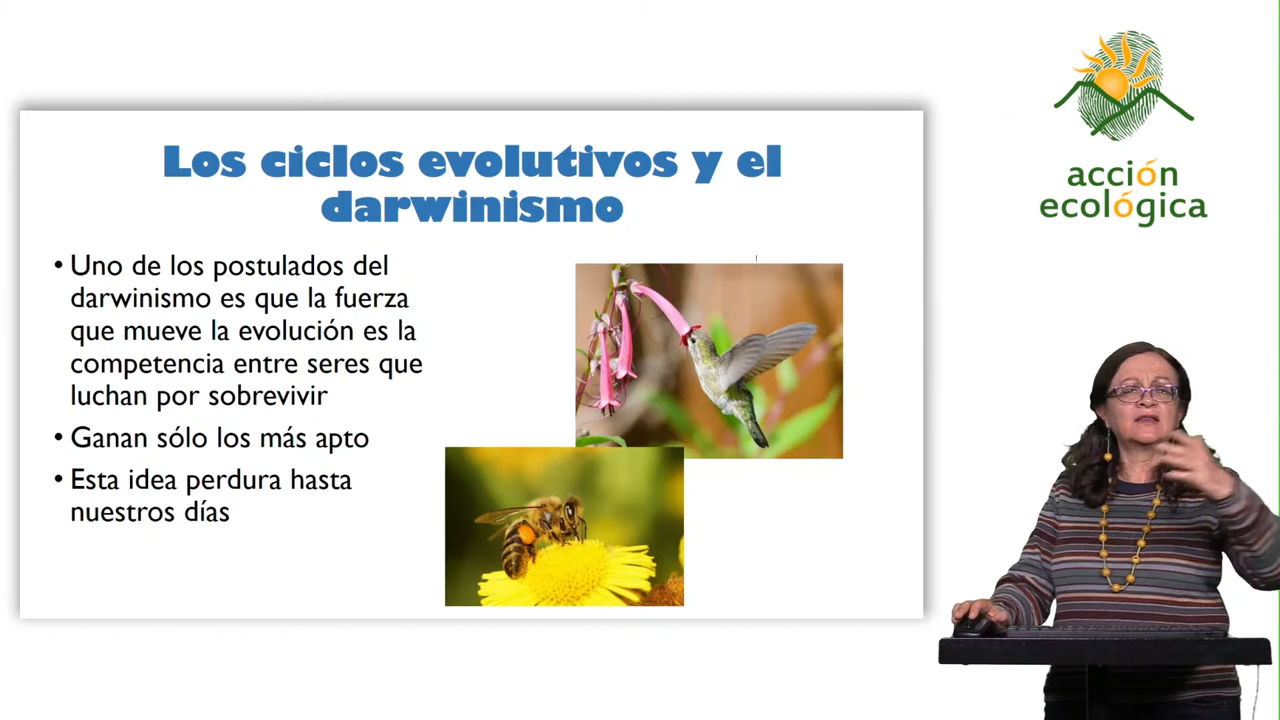 Los ciclos evolutivos y el
darwinismo
• Uno de los postulados del
darwinismo es que la fuerza
que mueve la evolución es la
competencia entre seres que
luchan por sobrevivir
• Ganan sólo los más apto
• Esta idea perdura hasta
nuestros días
acción
ecológica